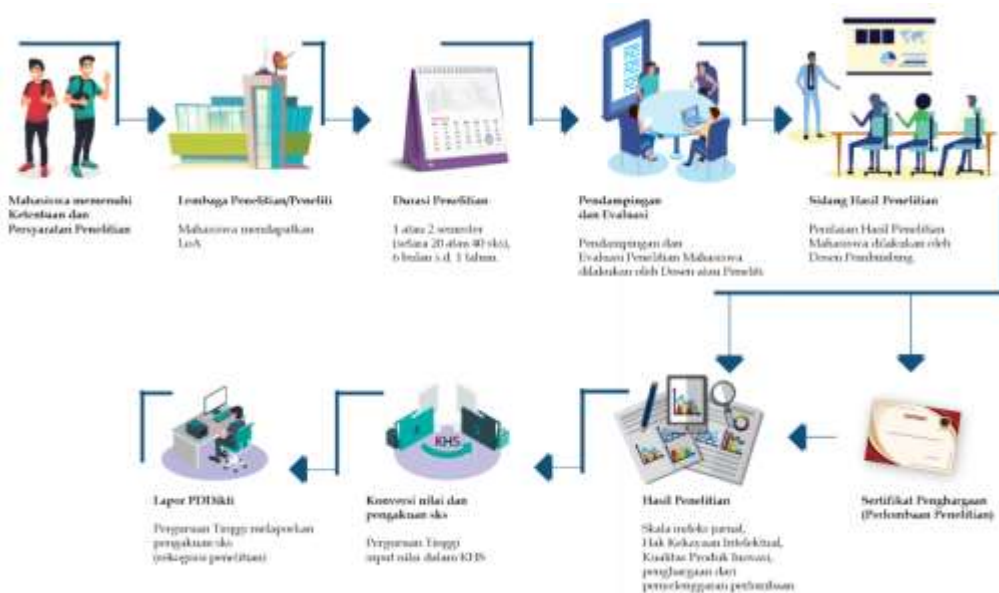 Mahasiswa memenuhi
Ketentuan dan
Persyaratan Penelitian
Lembaga Penelitian/Peneliti
Mahasiswa mendapatkan
LoA
Durasi Penelitian
1 atau 2 semester
(setara 20 atau 40 sks),
6 bulan s.d. 1 tahun.
Pendampingan
dan Evaluasi
Pendampingan dan
Evaluasi Penelitian Mahasiswa
dilakukan oleh Dosen atau Peneliti
Sidang Hasil Penelitian
Penilaian Hasil Penelitian
Mahasiswa dilakukan oleh
Dosen Pembimbing.
Lapor PDDikti
Perguruan Tinggi melaporkan
pengakuan sks
(rekognisi penelitian)
KHS
Konversi nilai dan
pengakuan sks
Perguruan Tinggi
input nilai dalam KHS
Hasil Penelitian
Skala indeks jurnal,
Hak Kekayaan Intelektual,
Kualitas Produk Inovasi,
penghargaan dari
penyelenggaran perlombaan
Sertifikat Penghargaan
(Perlombaan Penelitian)